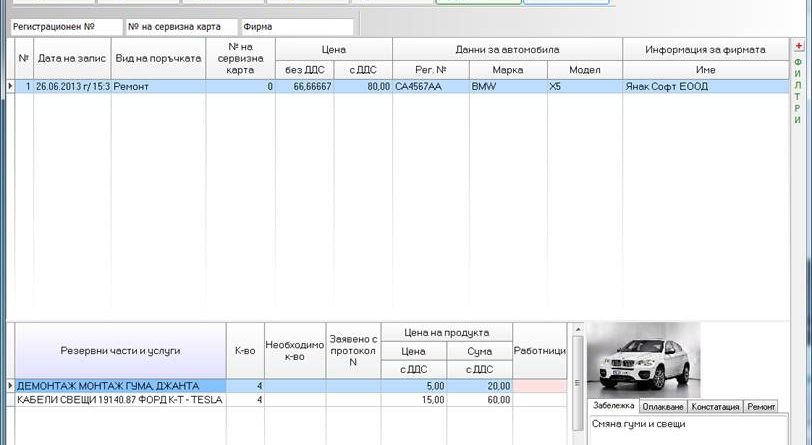 Регистрационен № № на сервизна карта Фирма
№ Дата на запис Вид на поръчката № на сервизна карта Цена Данни за автомобила Информация за фирмата
без ДДС с ДДС Рег. № Марка Модел Име
1 26.06.2013 г/ 15:3 Ремонт 0 66,66667 80,00 CA4567AA BMW X5 Янак Софт ЕООД
ФИЛТРИ
Резервни части и услуги К-во Необходимо к-во Заявено с протокол N Цена на продукта Работници
Цена Сума
с ДДС с ДДС
ДЕМОНТАЖ МОНТАЖ ГУМА, ДЖАНТА 4 5,00 20,00
КАБЕЛИ СВЕЩИ 19140.87 ФОРД К-Т - TESLA 4 15,00 60,00
Забележка Оплакване Констатация Ремонт
Смяна гуми и свещи